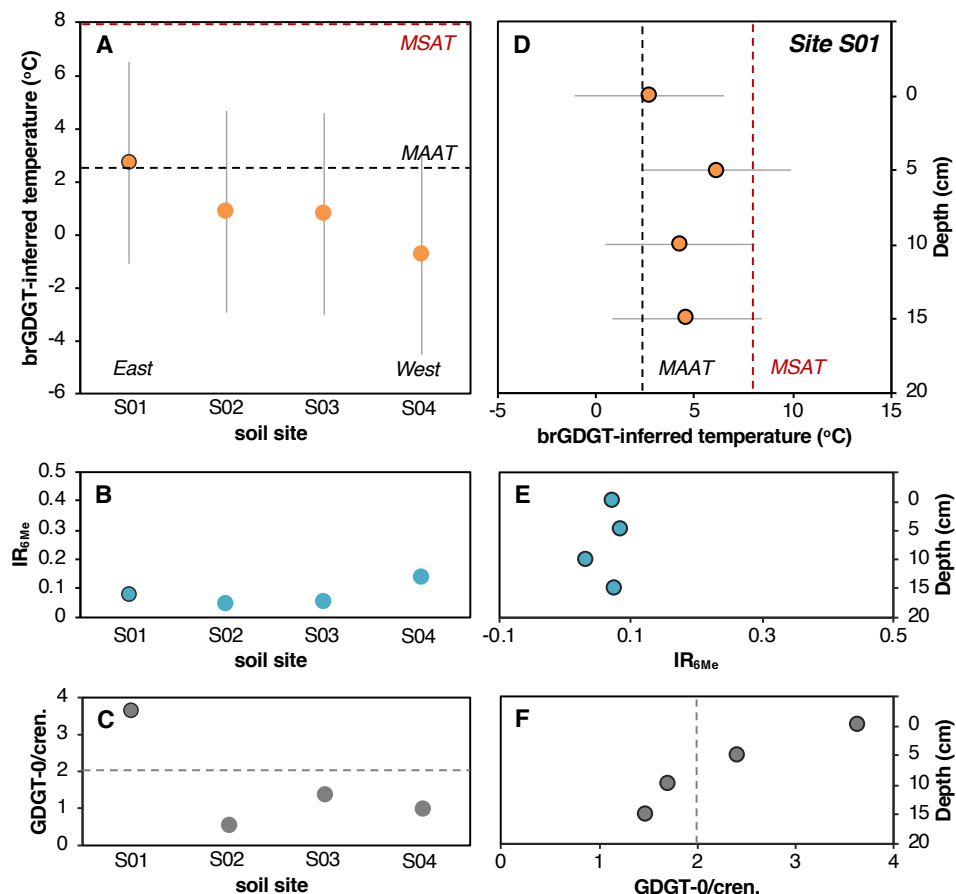 A
MSAT
MAAT
East
West
8
6
4
2
0
-2
-4
-6
brGDGT-inferred temperature (°C)
S01 S02 S03 S04
soil site
D
Site S01
MAAT
MSAT
0
5
10
15
20
Depth (cm)
-5 0 5 10 15
brGDGT-inferred temperature (°C)
B
0.5
0.4
0.3
0.2
0.1
0
IR6Me
S01 S02 S03 S04
soil site
E
0
5
10
15
20
Depth (cm)
-0.1 0.1 0.3 0.5
IR6Me
C
4
3
2
1
0
GDGT-0/cren.
S01 S02 S03 S04
soil site
F
0
5
10
15
20
Depth (cm)
0 1 2 3 4
GDGT-0/cren.